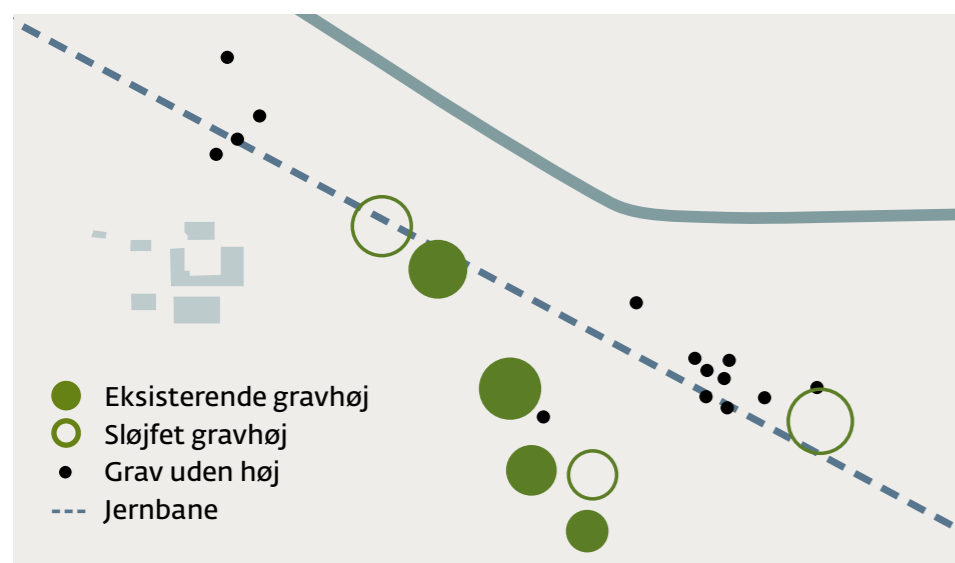 Eksisterende gravhøj
Sløjfet gravhøj
Grav uden høj
Jernbane